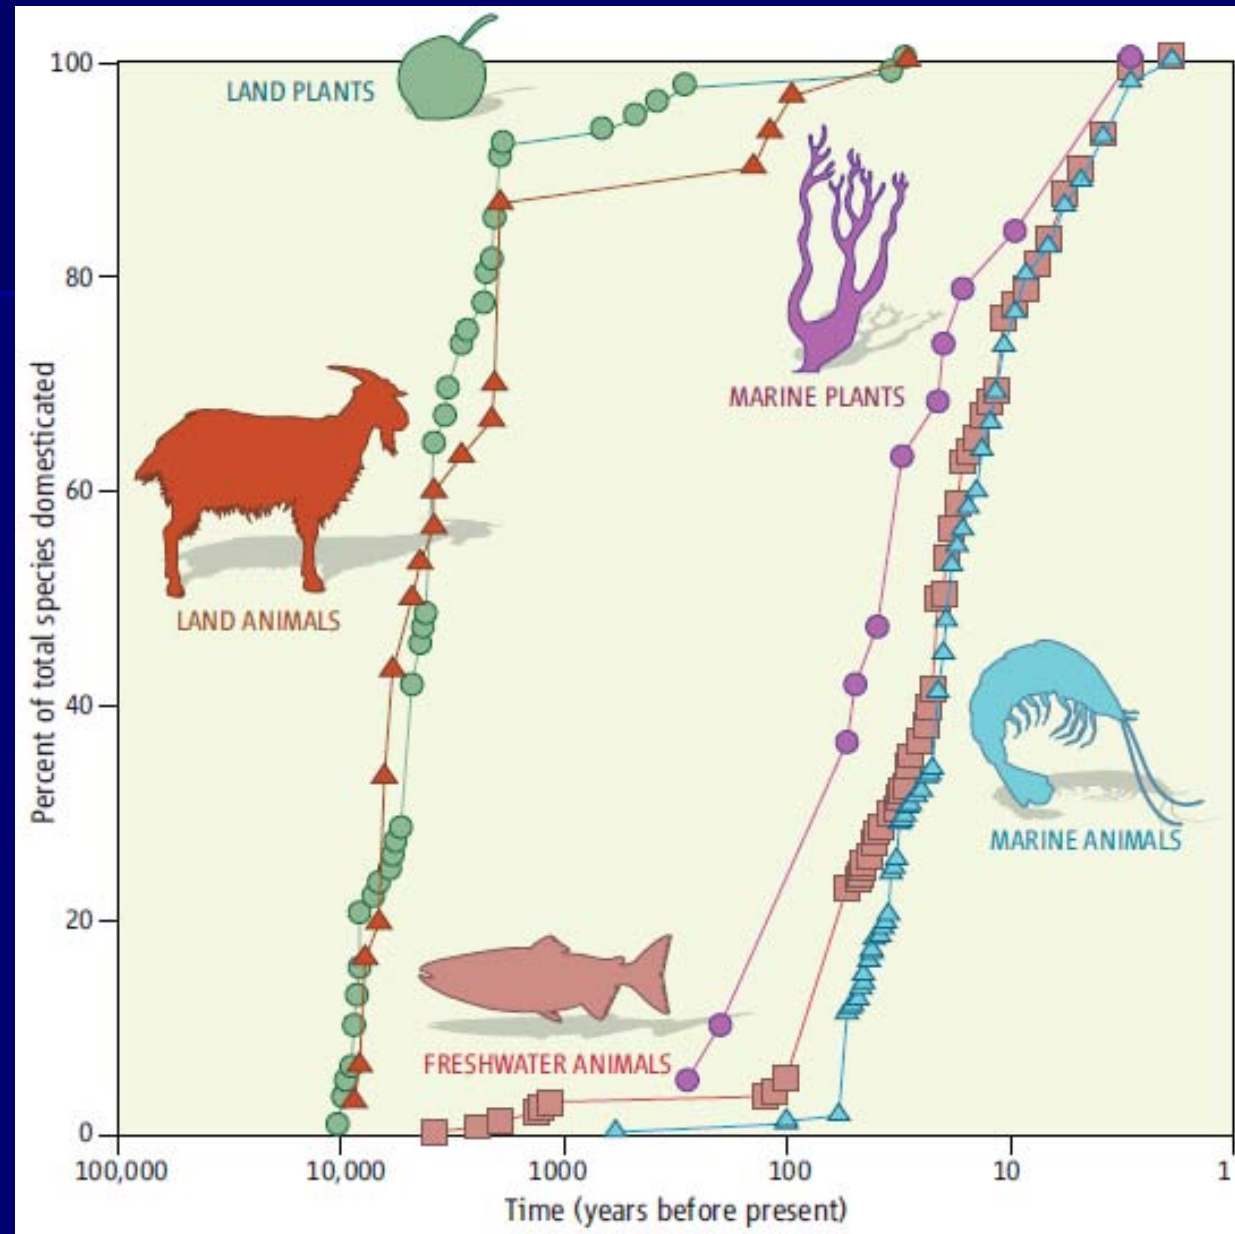 100
LAND PLANTS
80
MARINE PLANTS
Percent of total species domesticated
60
LAND ANIMALS
40
MARINE ANIMALS
20
FRESHWATER ANIMALS
0
100,000 10,000 1000 100 10 1
Time (years before present)